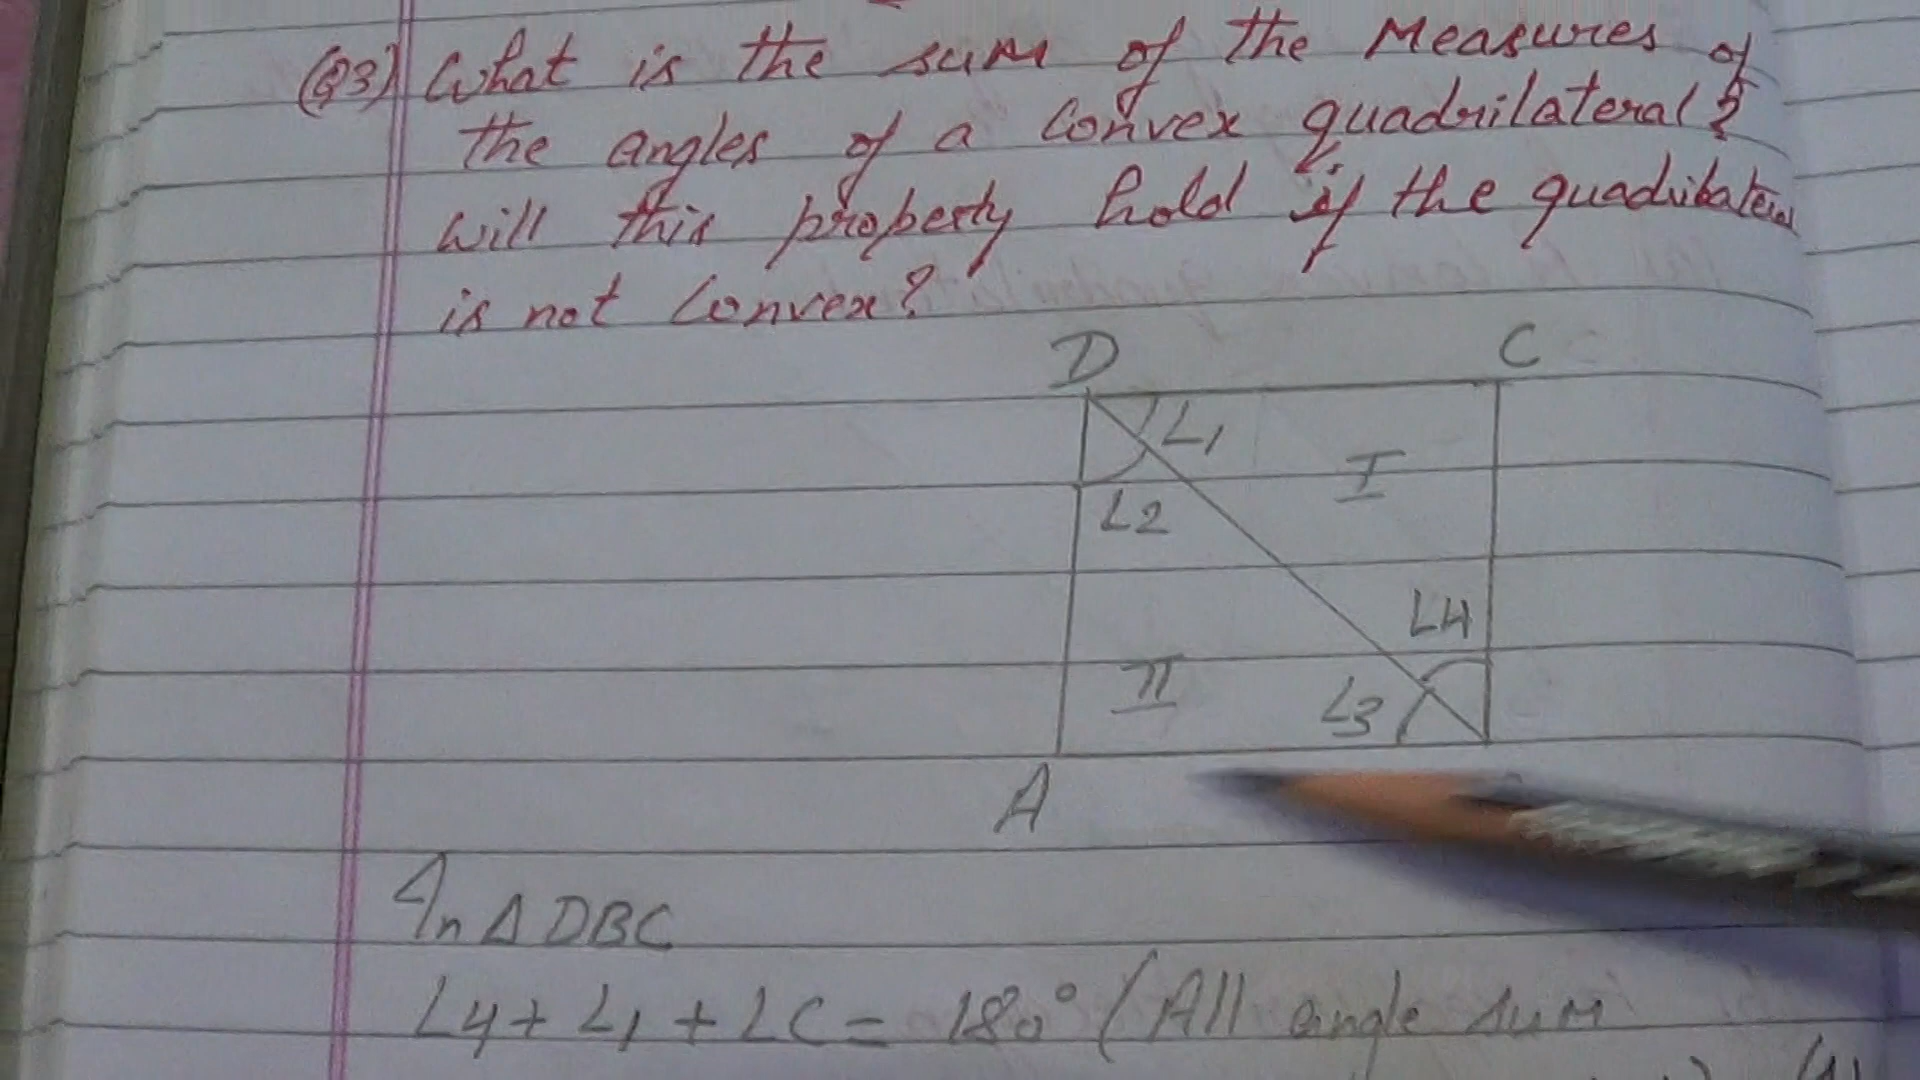 (Q3) What is the sum of the Measures of
the angles of a Convex quadrilateral?
Will this property hold if the quadrilateral
is not Convex?
D C
∠1
I
∠2
∠4
II
∠3
A
In Δ DBC
∠4 + ∠1 + ∠C = 180° (All angle sum